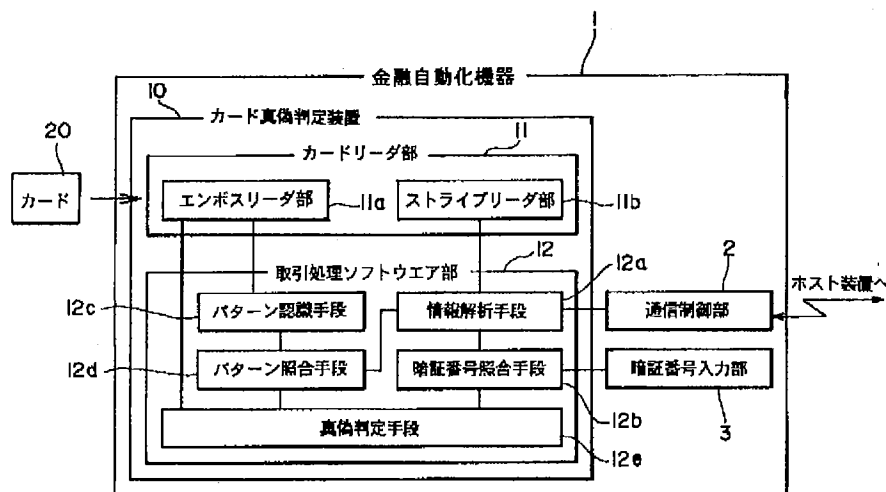 1
金融自動化機器
10
カード真偽判定装置
20
カードリーダ部
11
カード
エンボスリーダ部
11a
ストライプリーダ部
11b
取引処理ソフトウエア部
12
12a
2
ホスト装置へ
12c
パターン認識手段
情報解析手段
通信制御部
12d
パターン照合手段
暗証番号照合手段
暗証番号入力部
12b
3
真偽判定手段
12e